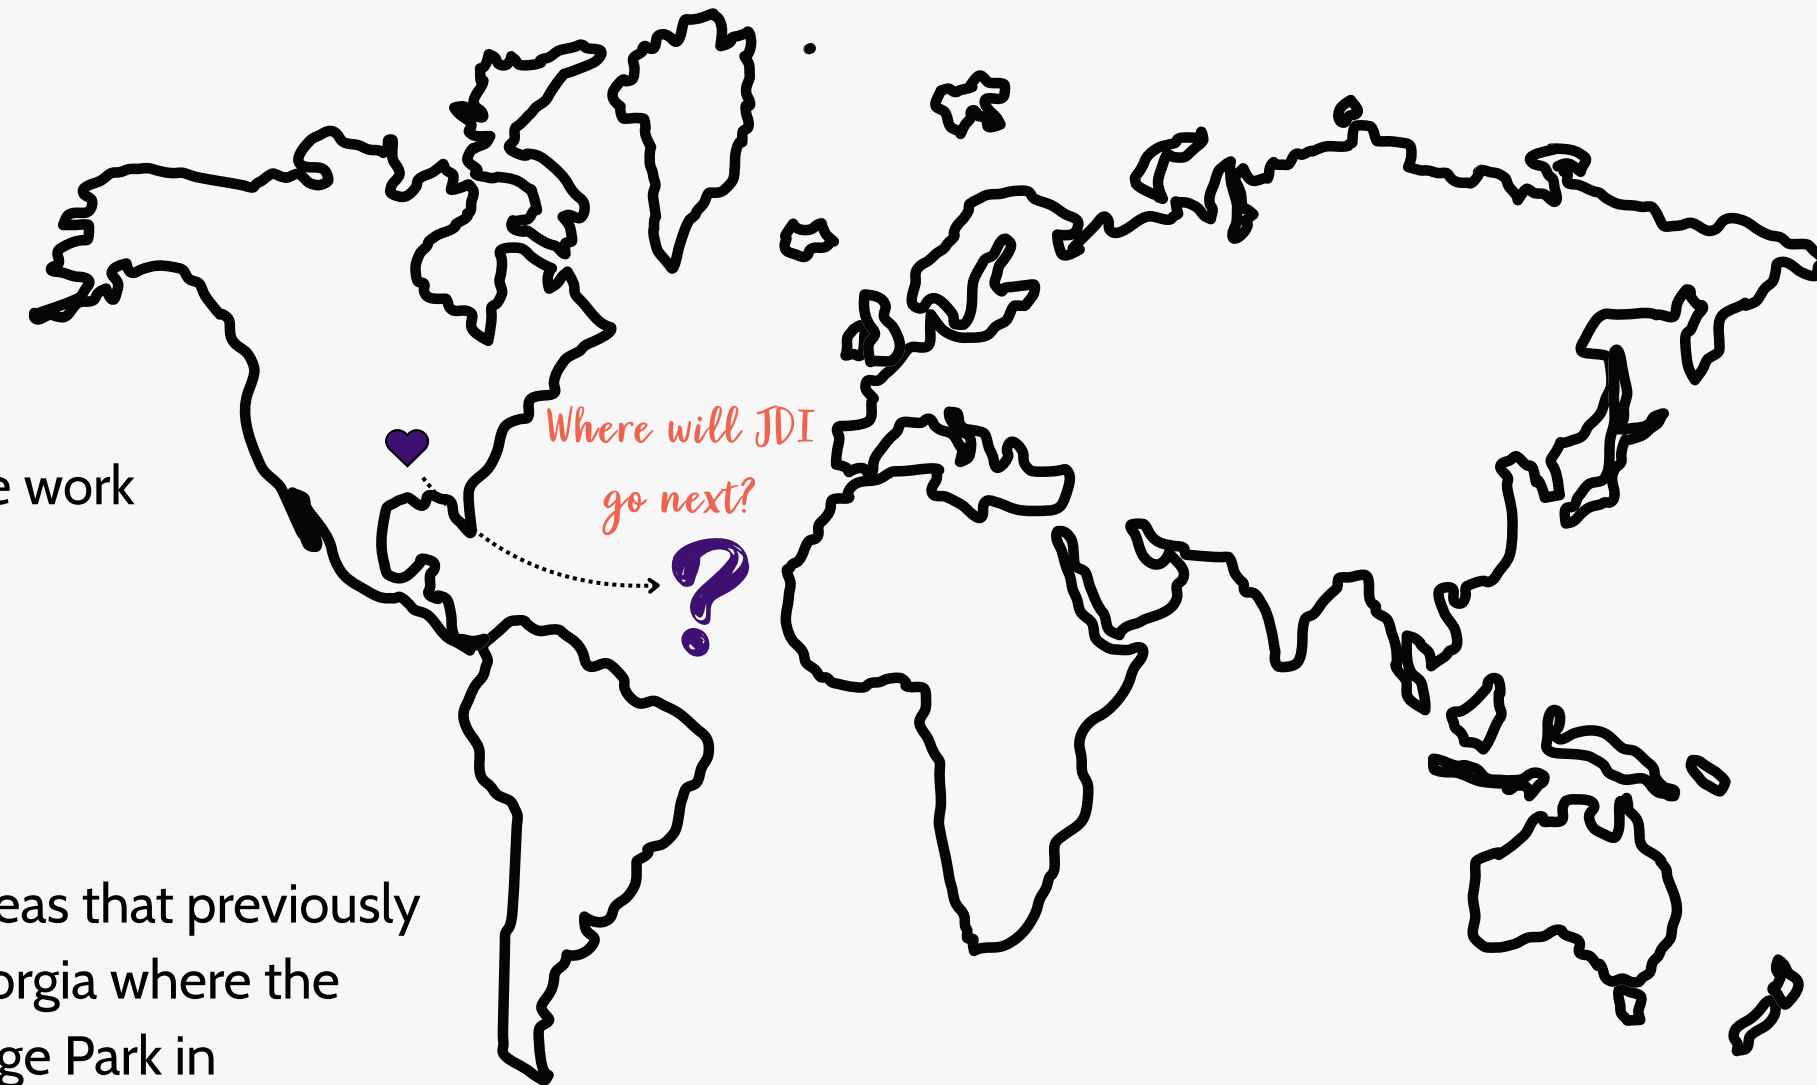 Where will JDI
go next?
?
e work
eas that previously
orgia where the
ge Park in